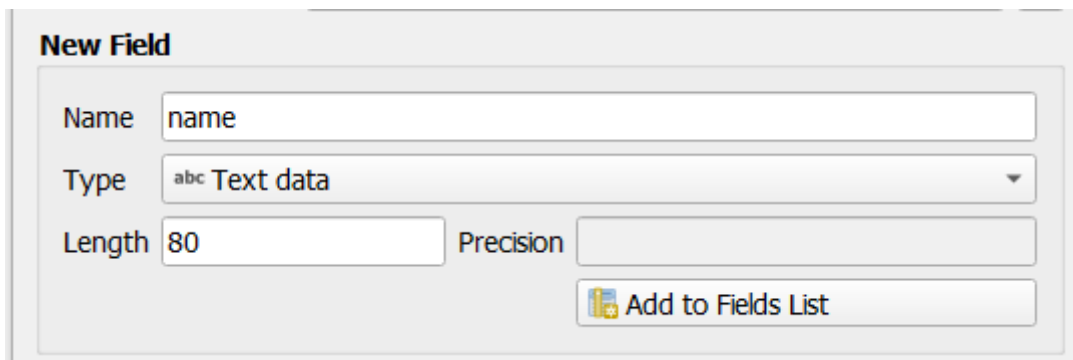 New Field
Name name
Type abc Text data
Length 80 Precision
Add to Fields List